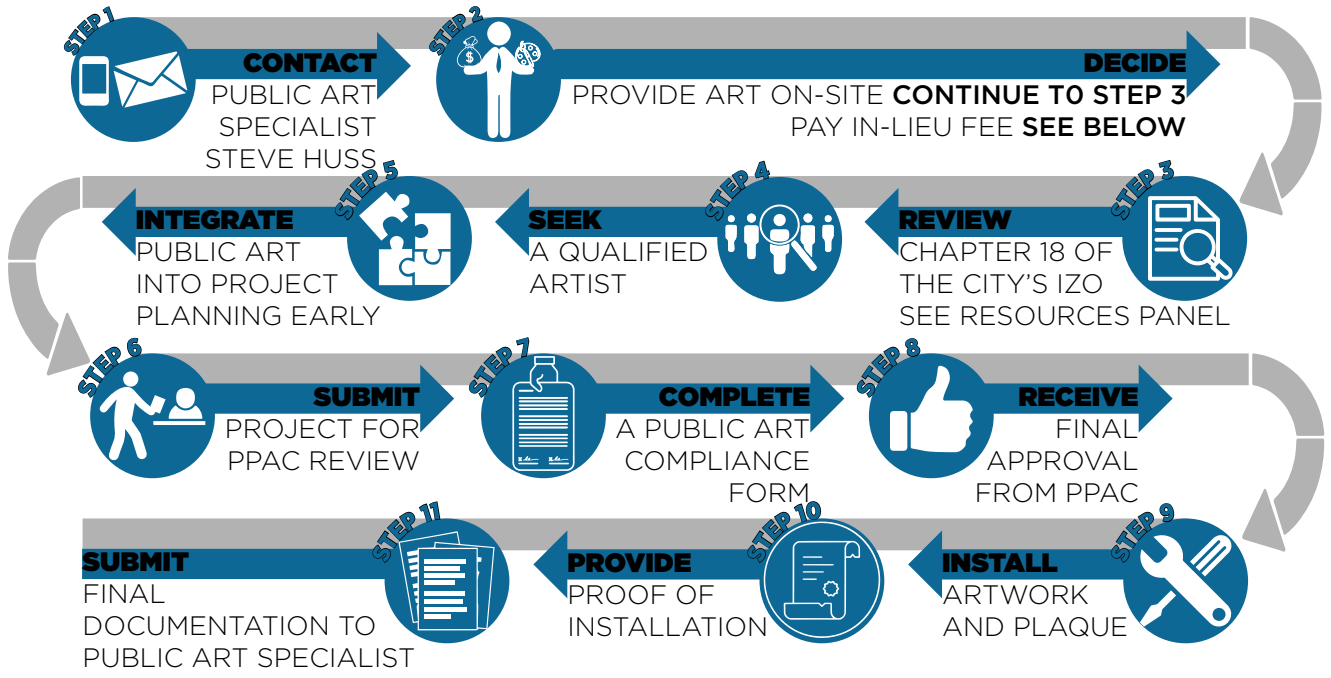 STEP 1
CONTACT
PUBLIC ART
SPECIALIST
STEVE HUSS
STEP 2
$
DECIDE
PROVIDE ART ON-SITE CONTINUE T0 STEP 3
PAY IN-LIEU FEE SEE BELOW
STEP 3
REVIEW
CHAPTER 18 OF
THE CITY'S IZO
SEE RESOURCES PANEL
STEP 4
SEEK
A QUALIFIED
ARTIST
STEP 5
INTEGRATE
PUBLIC ART
INTO PROJECT
PLANNING EARLY
STEP 6
SUBMIT
PROJECT FOR
PPAC REVIEW
STEP 7
COMPLETE
A PUBLIC ART
COMPLIANCE
FORM
STEP 8
RECEIVE
FINAL
APPROVAL
FROM PPAC
STEP 9
INSTALL
ARTWORK
AND PLAQUE
STEP 10
PROVIDE
PROOF OF
INSTALLATION
STEP 11
SUBMIT
FINAL
DOCUMENTATION TO
PUBLIC ART SPECIALIST